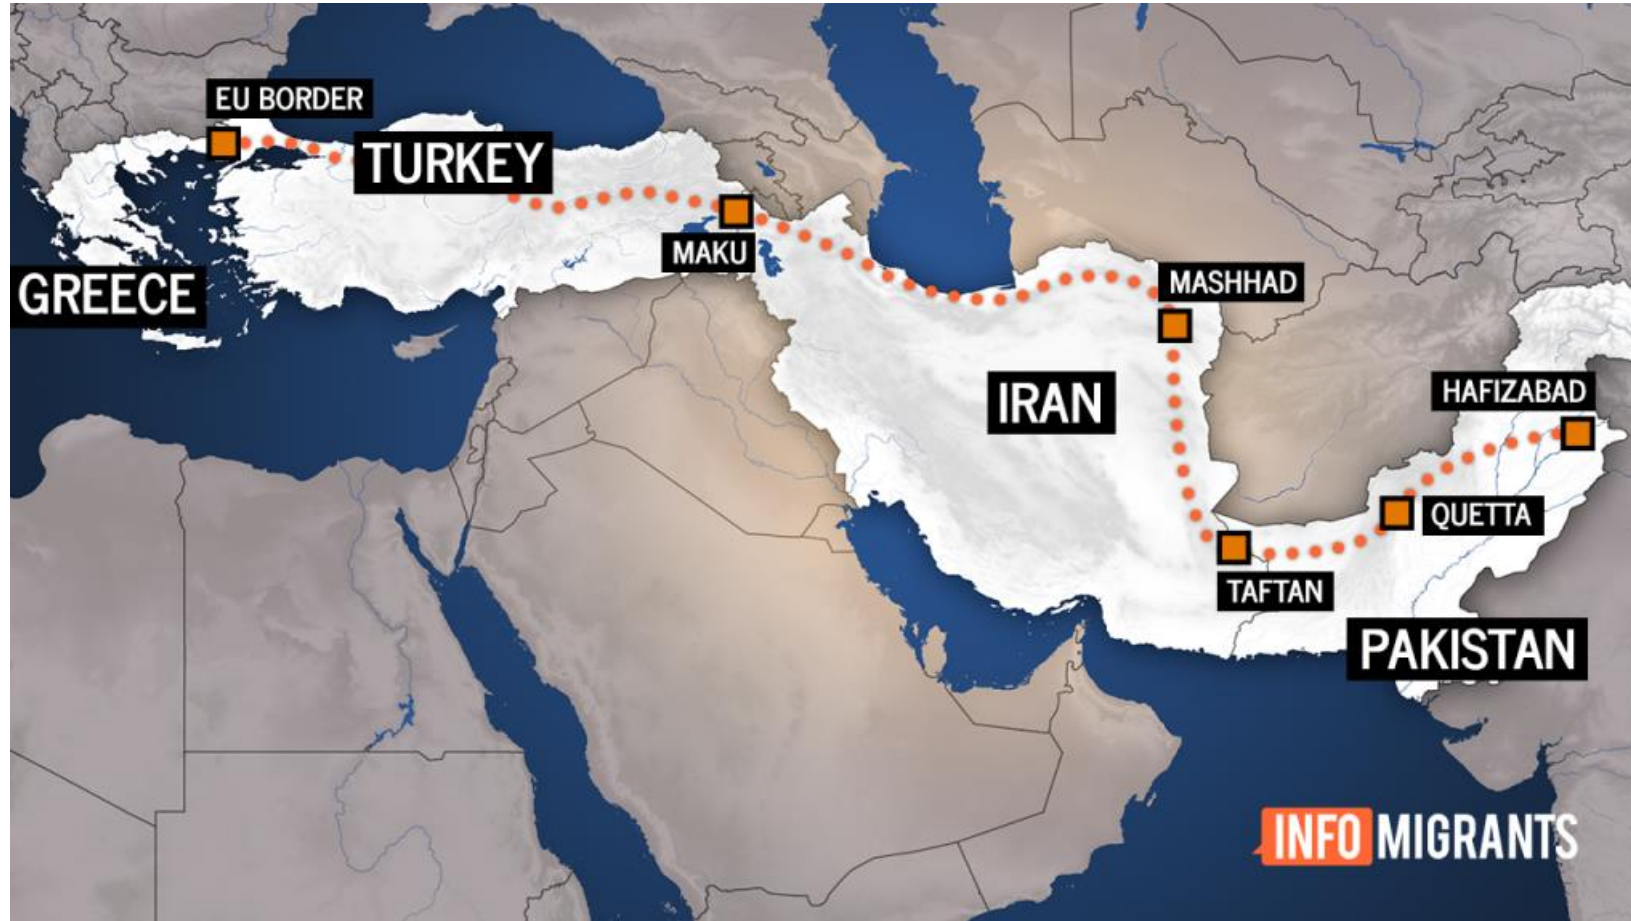 EU BORDER
TURKEY
MAKU
GREECE
MASHHAD
IRAN
HAFIZABAD
QUETTA
TAFTAN
PAKISTAN
INFO MIGRANTS